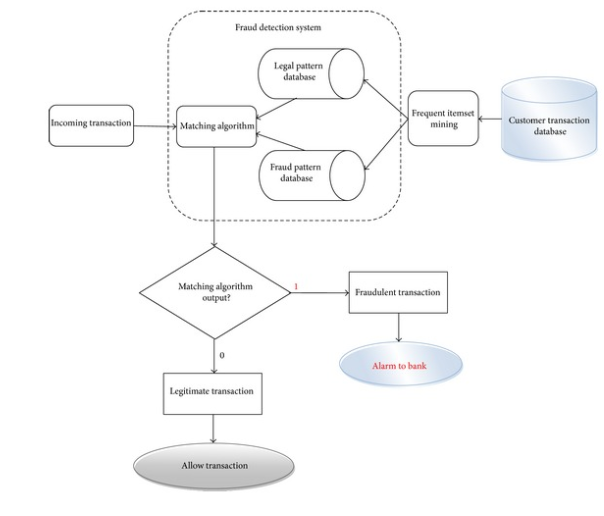 Fraud detection system
Legal pattern
database
Incoming transaction
Matching algorithm
Frequent itemset
mining
Customer transaction
database
Fraud pattern
database
Matching algorithm
output?
1
Fraudulent transaction
0
Alarm to bank
Legitimate transaction
Allow transaction